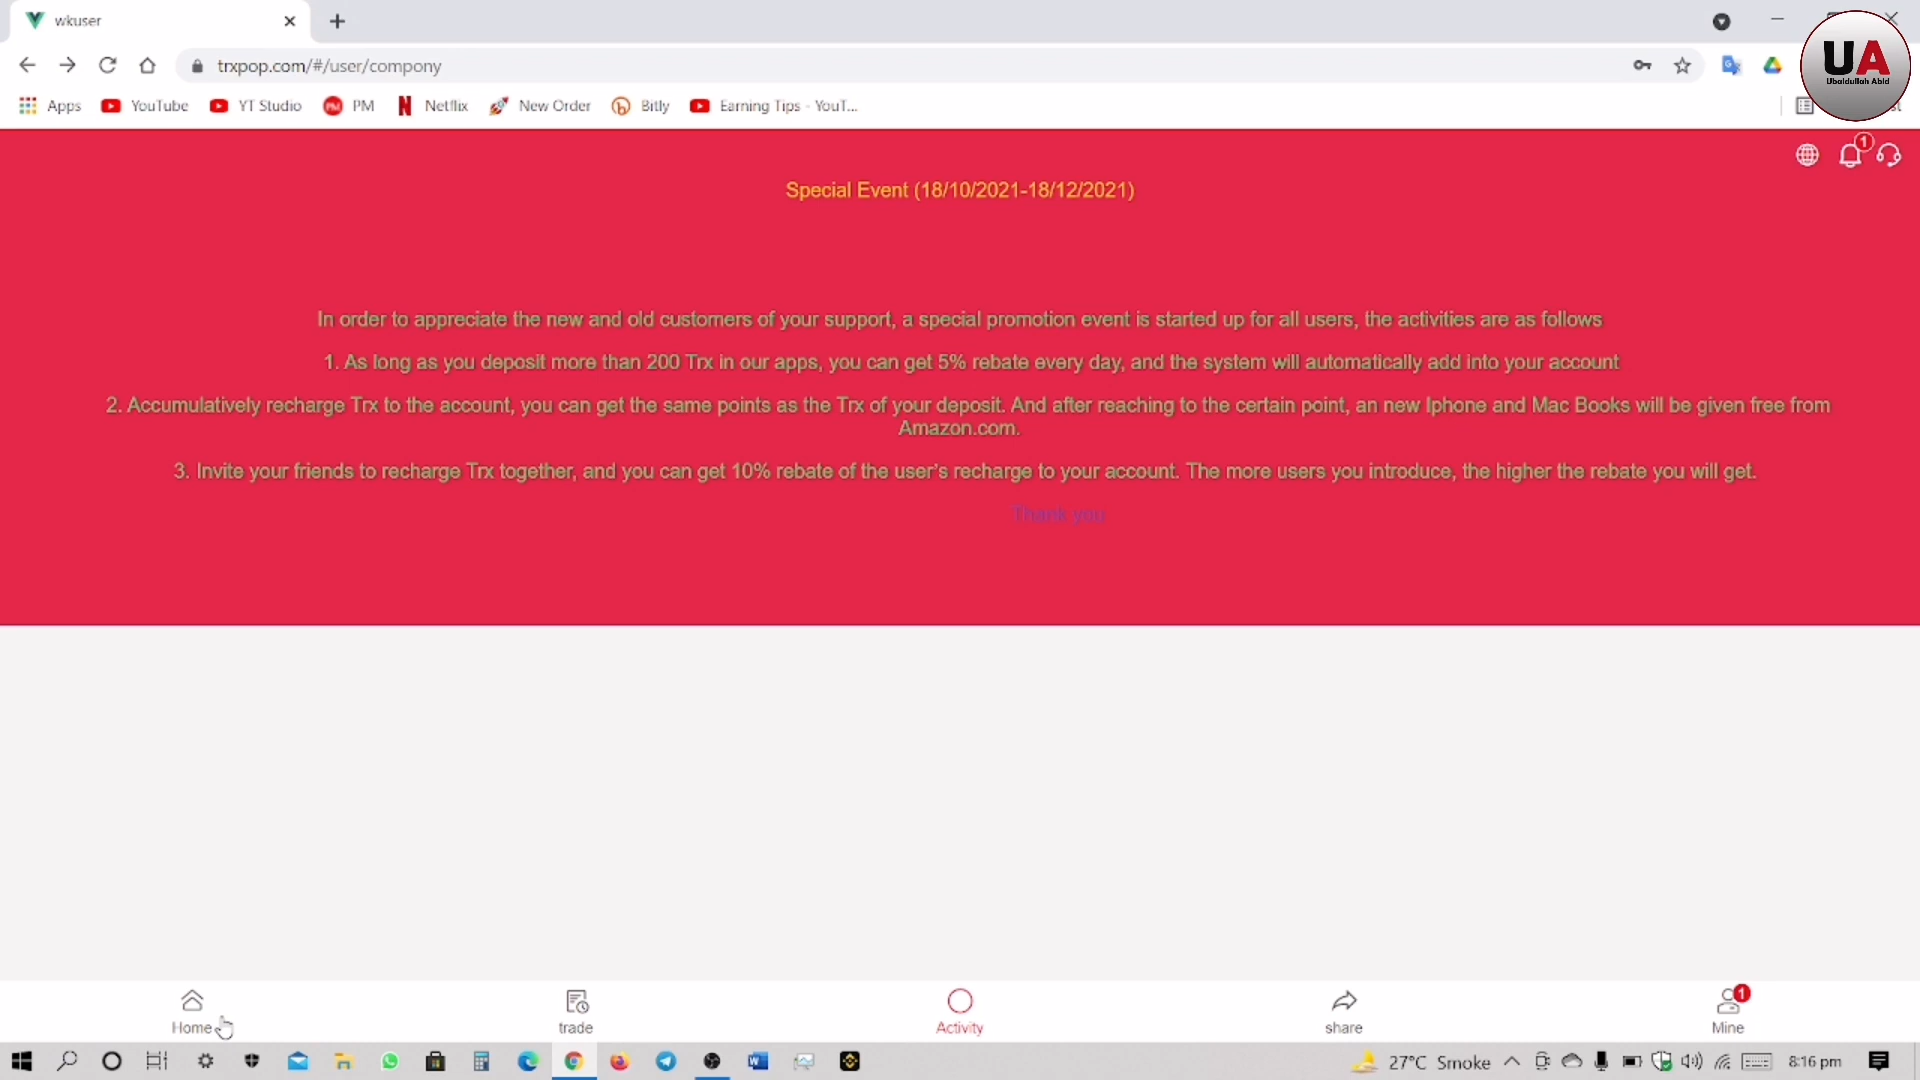 wkuser
trxpop.com/#/user/compony
UA
Ubaidullah Abid
Apps YouTube YT Studio PM Netflix New Order Bitly Earning Tips - YouT...
1
Special Event (18/10/2021-18/12/2021)
In order to appreciate the new and old customers of your support, a special promotion event is started up for all users, the activities are as follows
1. As long as you deposit more than 200 Trx in our apps, you can get 5% rebate every day, and the system will automatically add into your account
2. Accumulatively recharge Trx to the account, you can get the same points as the Trx of your deposit. And after reaching to the certain point, an new Iphone and Mac Books will be given free from
Amazon.com.
3. Invite your friends to recharge Trx together, and you can get 10% rebate of the user's recharge to your account. The more users you introduce, the higher the rebate you will get.
Thank you
1
Home trade Activity share Mine
27°C Smoke 8:16 pm